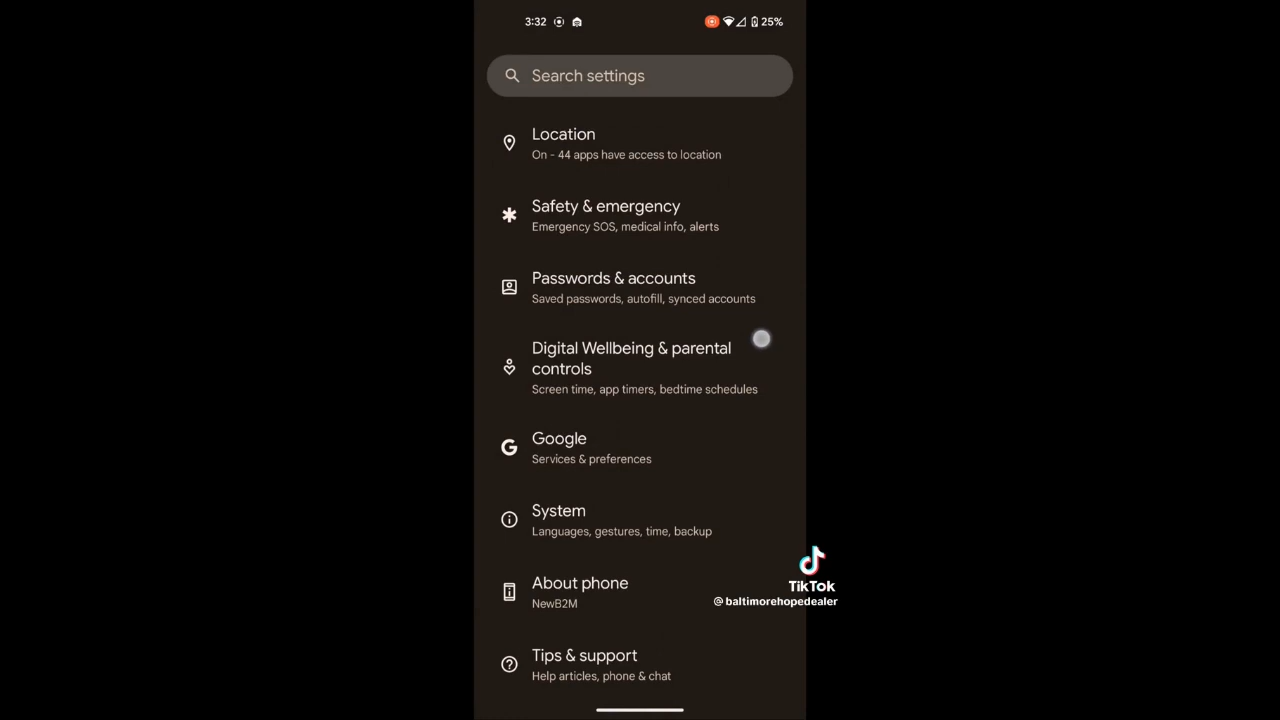 3:32
25%
Search settings
Location
On - 44 apps have access to location
Safety & emergency
Emergency SOS, medical info, alerts
Passwords & accounts
Saved passwords, autofill, synced accounts
Digital Wellbeing & parental
controls
Screen time, app timers, bedtime schedules
Google
Services & preferences
System
Languages, gestures, time, backup
About phone
NewB2M
TikTok
@baltimorehopedealer
Tips & support
Help articles, phone & chat